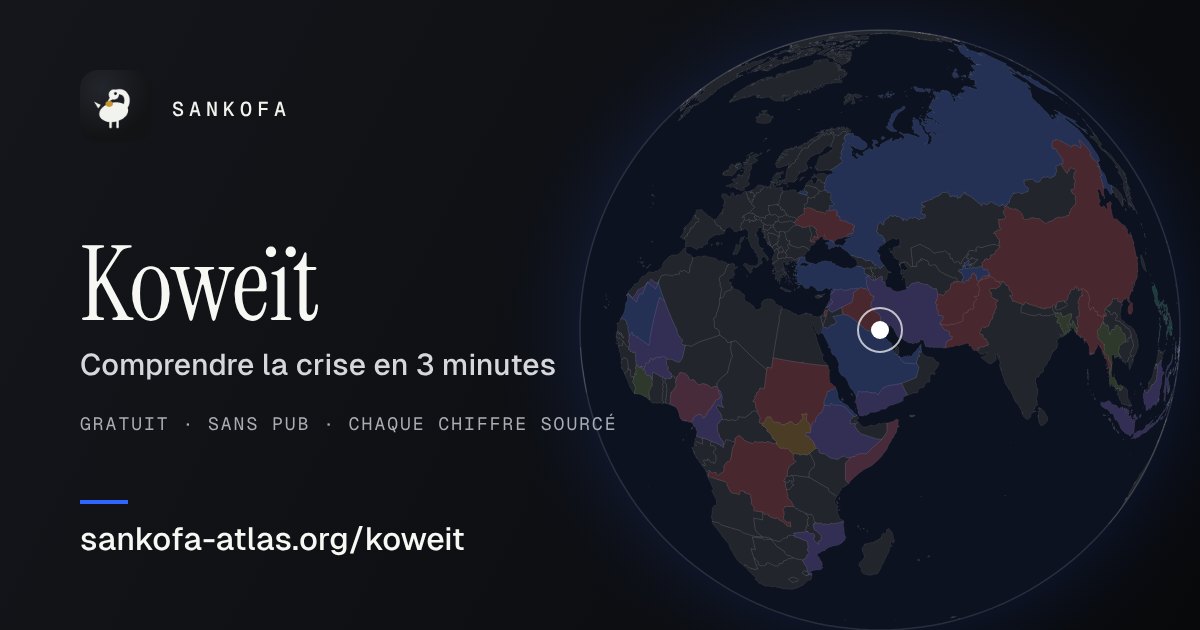 SANKOFA
Koweït
Comprendre la crise en 3 minutes
GRATUIT · SANS PUB · CHAQUE CHIFFRE SOURCÉ
sankofa-atlas.org/koweit